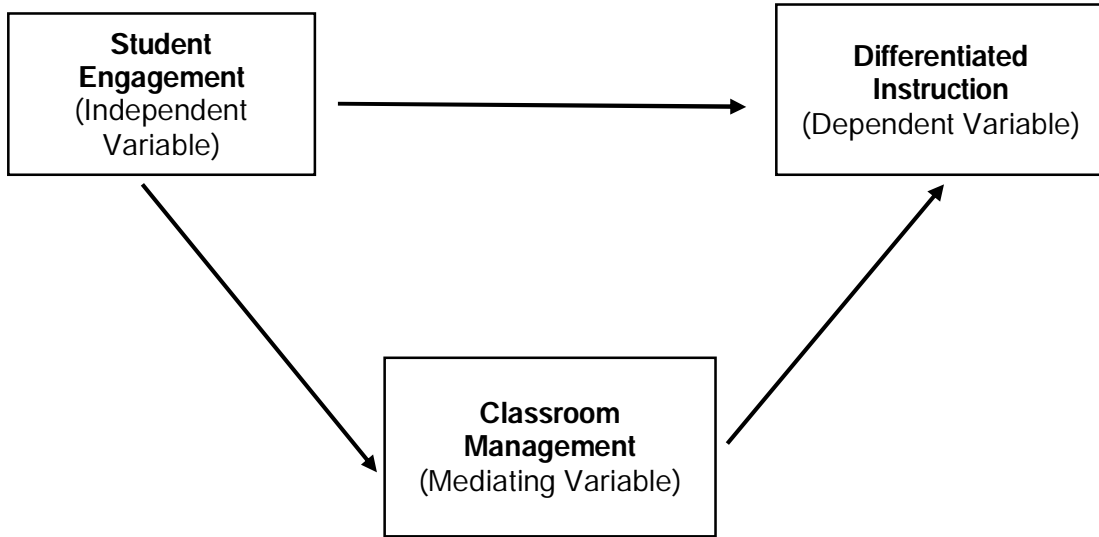 Student
Engagement
(Independent
Variable)
Differentiated
Instruction
(Dependent Variable)
Classroom
Management
(Mediating Variable)